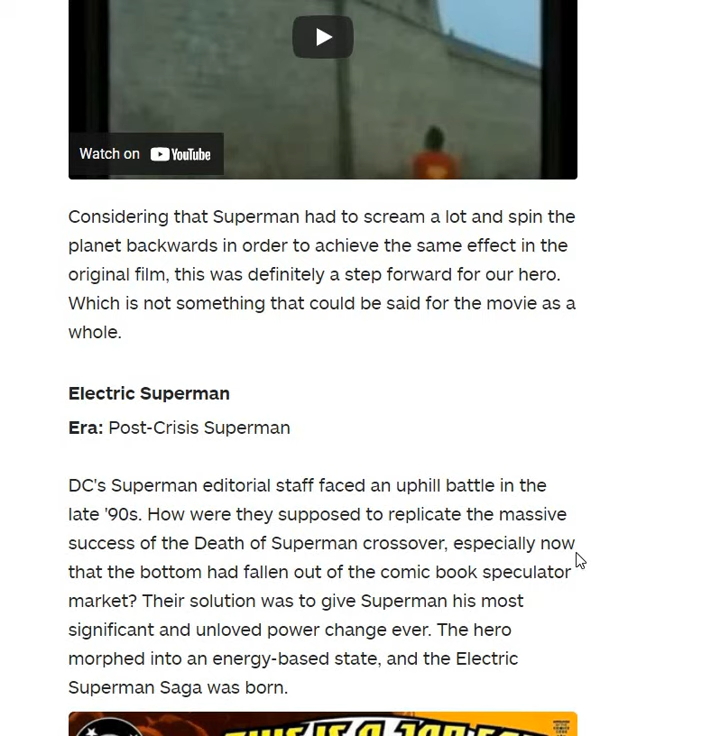 Watch on YouTube
Considering that Superman had to scream a lot and spin the
planet backwards in order to achieve the same effect in the
original film, this was definitely a step forward for our hero.
Which is not something that could be said for the movie as a
whole.
Electric Superman
Era: Post-Crisis Superman
DC's Superman editorial staff faced an uphill battle in the
late '90s. How were they supposed to replicate the massive
success of the Death of Superman crossover, especially now
that the bottom had fallen out of the comic book speculator
market? Their solution was to give Superman his most
significant and unloved power change ever. The hero
morphed into an energy-based state, and the Electric
Superman Saga was born.
THIS IS A JOB FOR